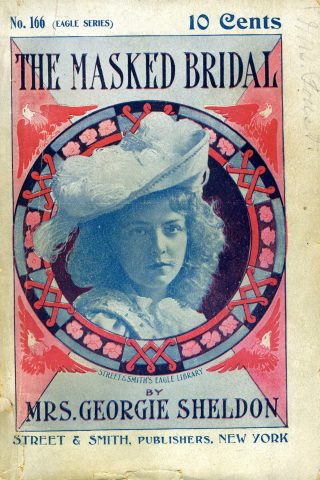 No. 166 (EAGLE SERIES) 10 Cents
THE MASKED BRIDAL
STREET & SMITH'S EAGLE LIBRARY
BY
MRS. GEORGIE SHELDON
STREET & SMITH, PUBLISHERS, NEW YORK